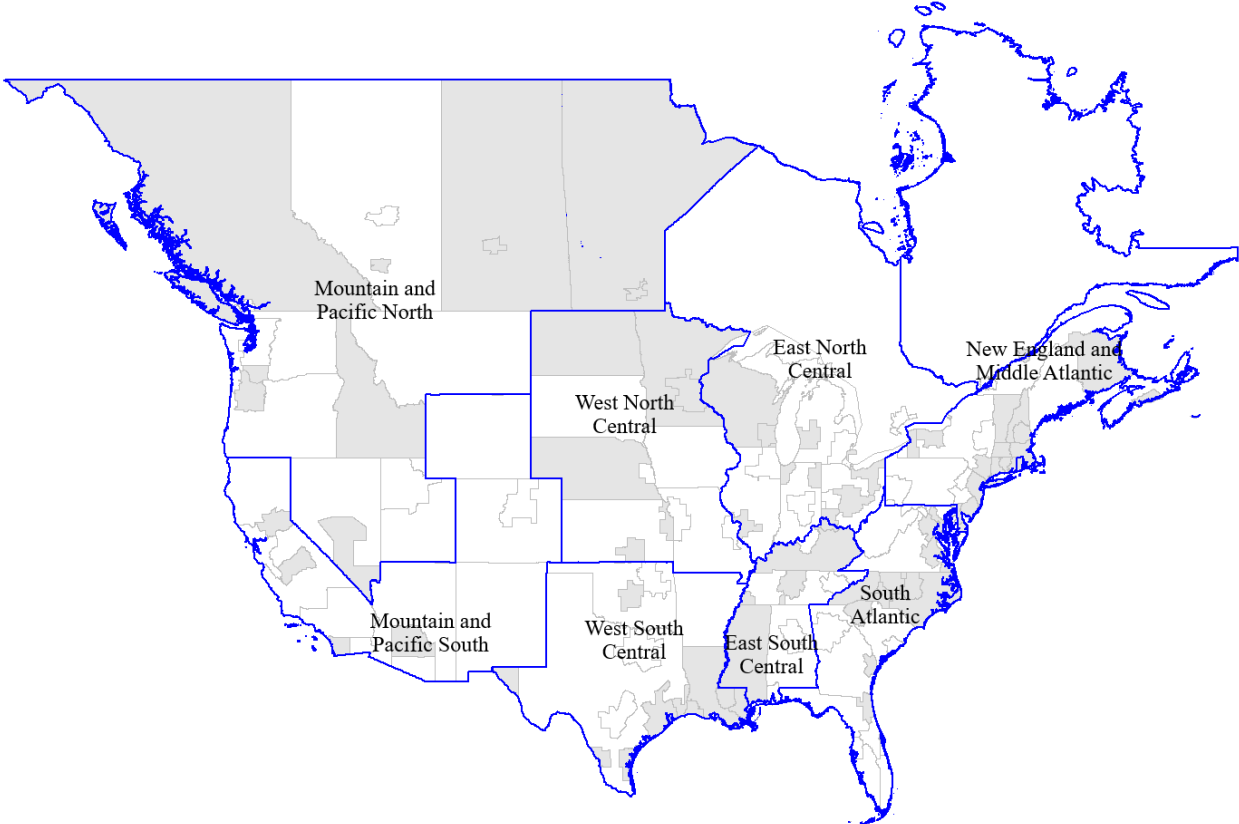 Mountain and
Pacific North
East North
Central
New England and
Middle Atlantic
West North
Central
South
Atlantic
Mountain and
Pacific South
West South
Central
East South
Central